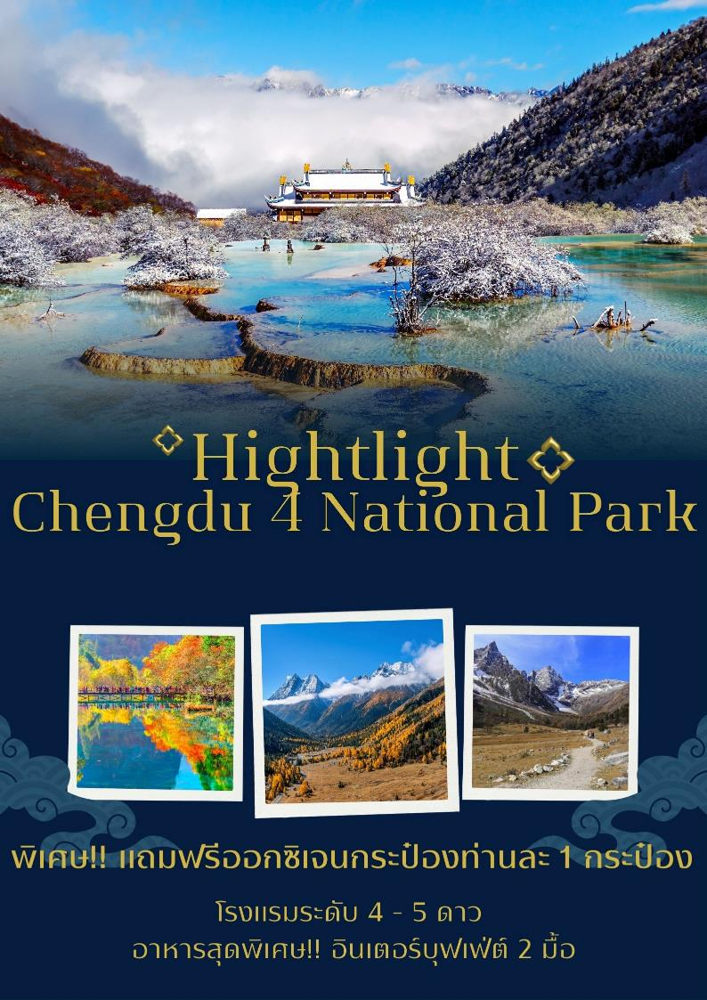 Hightlight
Chengdu 4 National Park
พิเศษ!! แถมฟรีออกซิเจนกระป๋องท่านละ 1 กระป๋อง
โรงแรมระดับ 4 - 5 ดาว
อาหารสุดพิเศษ!! อินเตอร์บุฟเฟ่ต์ 2 มื้อ